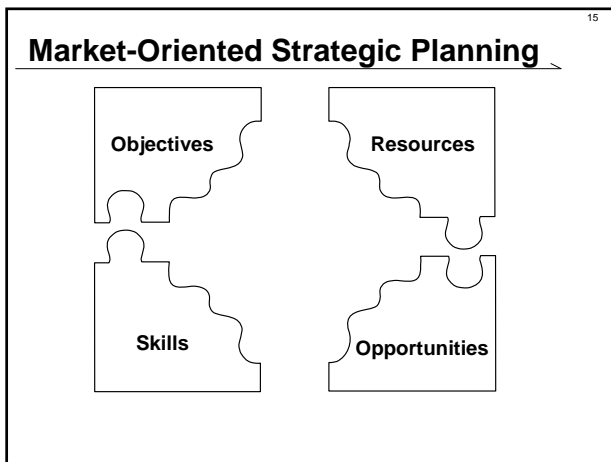 15
Market-Oriented Strategic Planning
Objectives
Resources
Skills
Opportunities